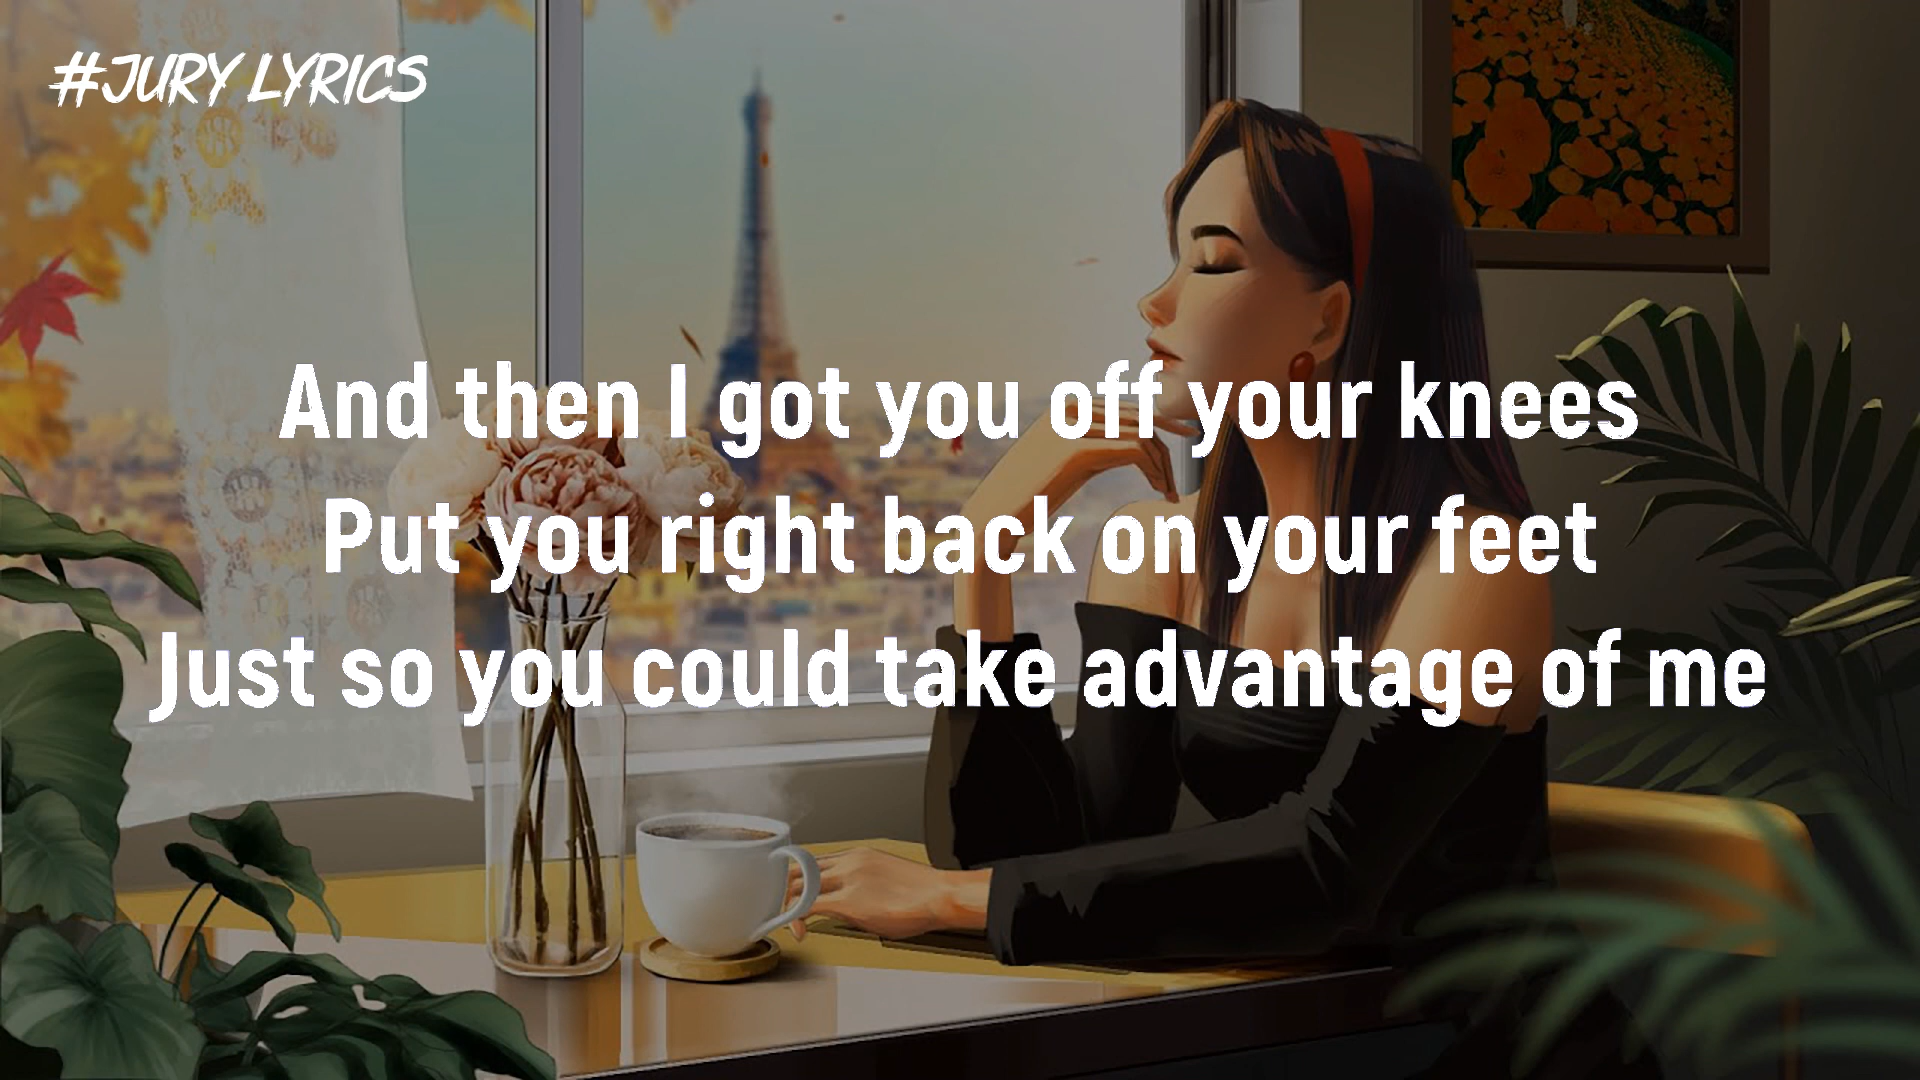 #JURY LYRICS
And then I got you off your knees
Put you right back on your feet
Just so you could take advantage of me